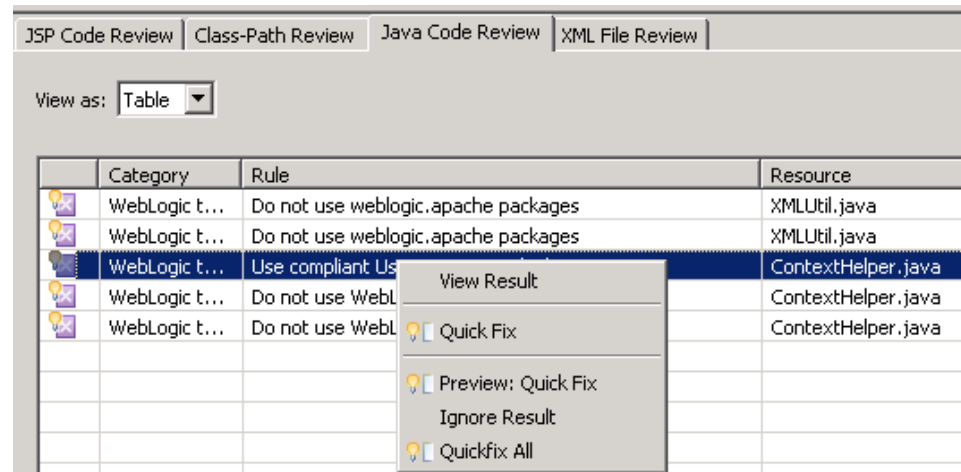 JSP Code Review Class-Path Review Java Code Review XML File Review
View as: Table
Category Rule Resource
WebLogic t... Do not use weblogic.apache packages XMLUtil.java
WebLogic t... Do not use weblogic.apache packages XMLUtil.java
WebLogic t... Use compliant Us ContextHelper.java
WebLogic t... Do not use WebL ContextHelper.java
WebLogic t... Do not use WebL ContextHelper.java
View Result
Quick Fix
Preview: Quick Fix
Ignore Result
Quickfix All